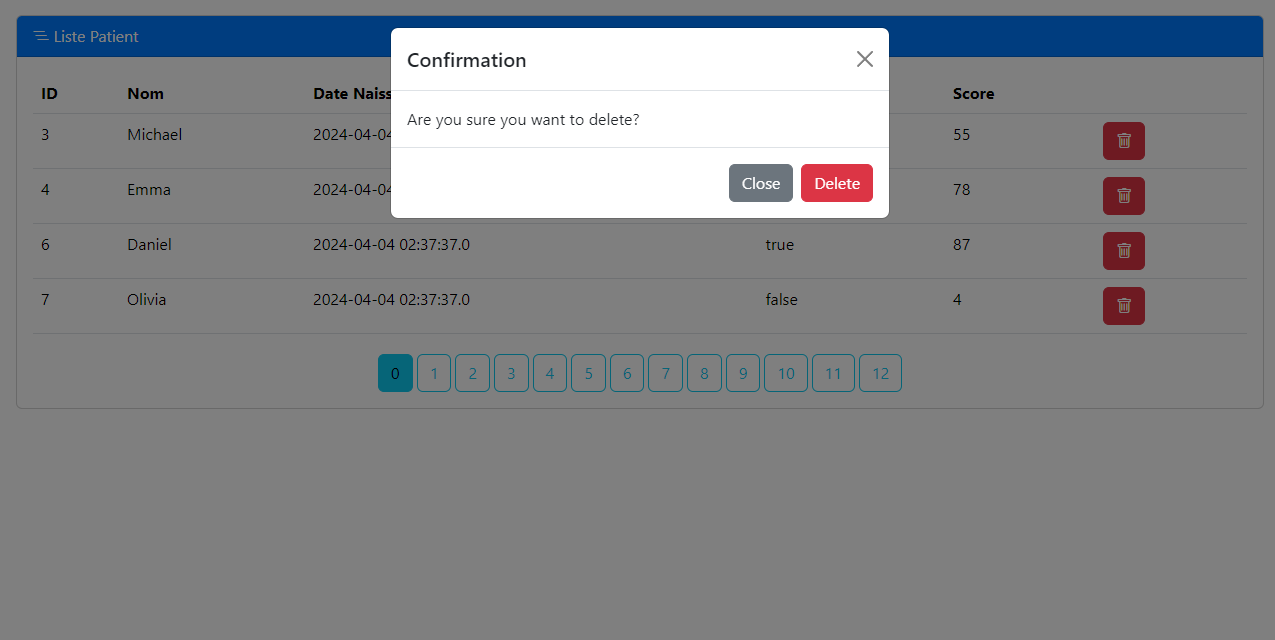 Liste Patient
Confirmation
Are you sure you want to delete?
Close Delete
ID Nom Date Naiss Score
3 Michael 2024-04-04 55
4 Emma 2024-04-04 78
6 Daniel 2024-04-04 02:37:37.0 true 87
7 Olivia 2024-04-04 02:37:37.0 false 4
0 1 2 3 4 5 6 7 8 9 10 11 12